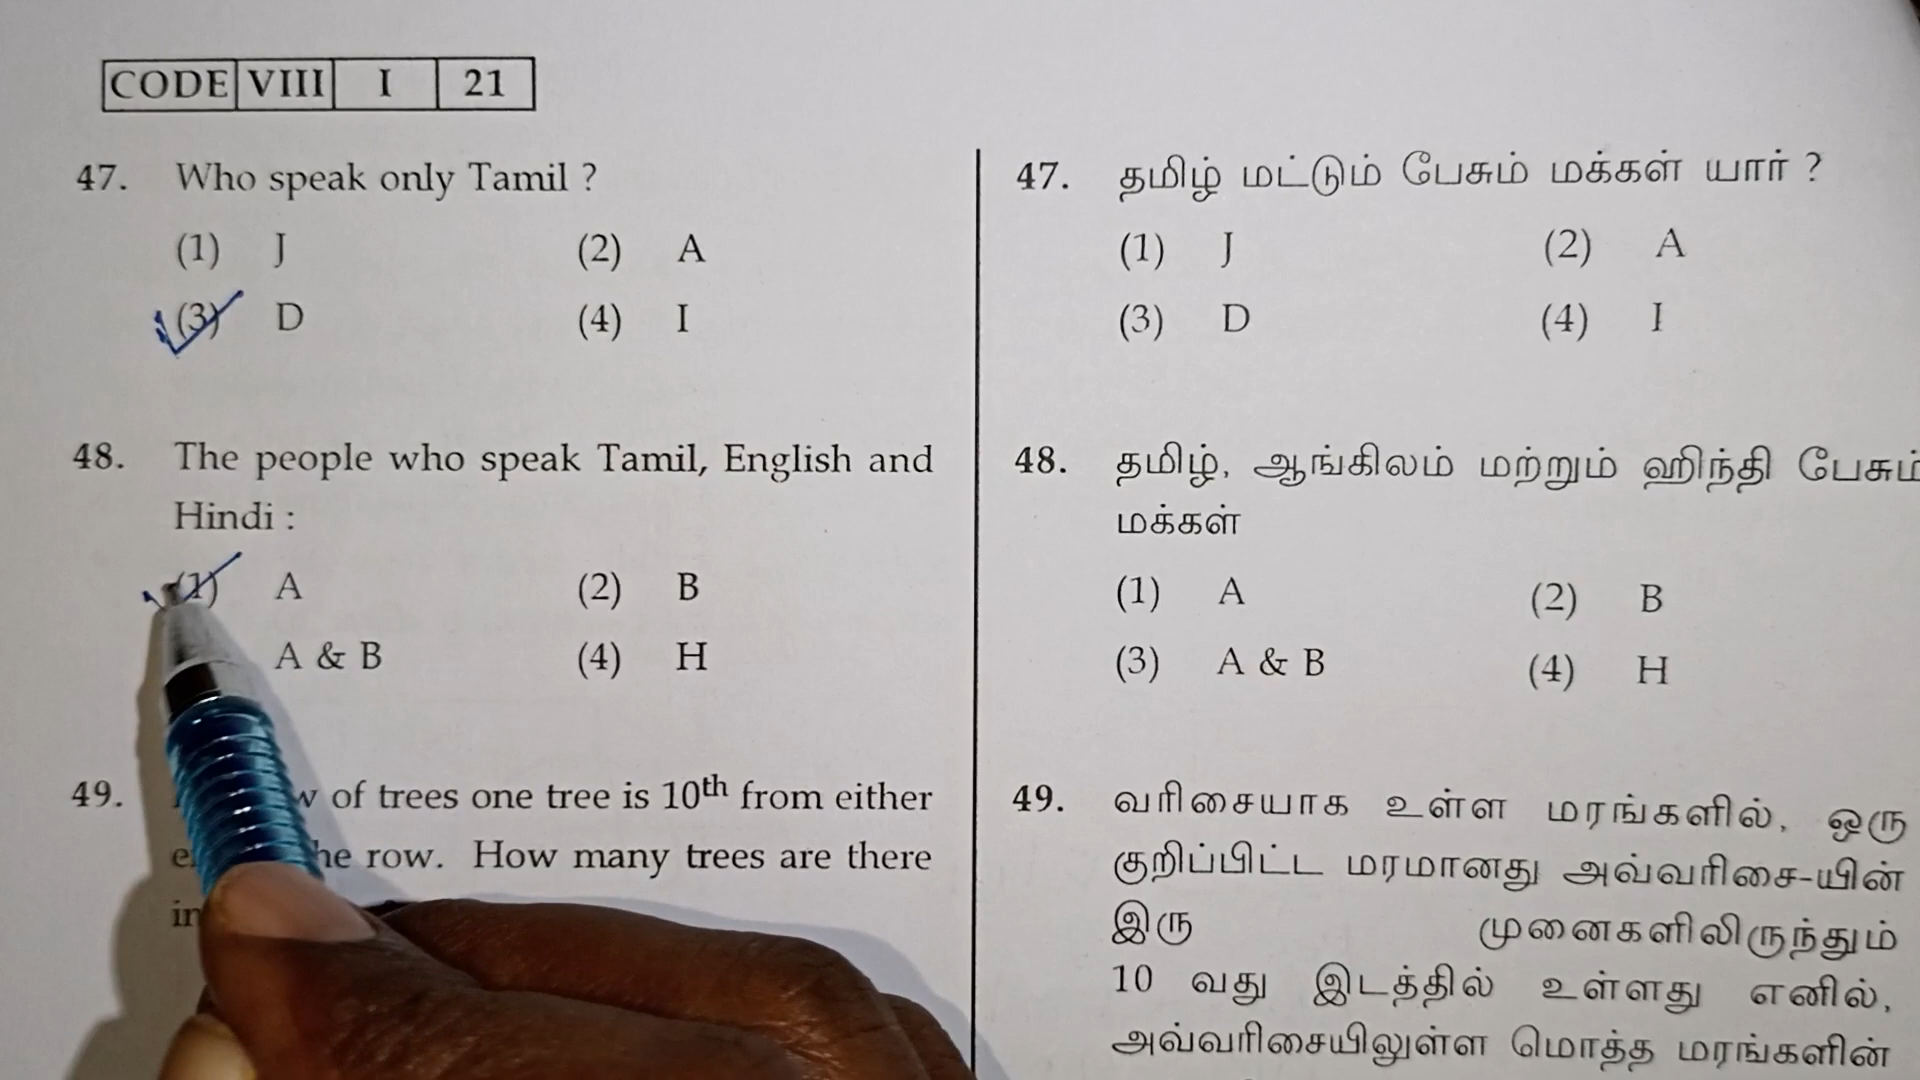 CODE VIII I 21
47. Who speak only Tamil ?
(1) J (2) A
(3) D (4) I
48. The people who speak Tamil, English and
Hindi :
(1) A (2) B
A & B (4) H
49. of trees one tree is 10th from either
row. How many trees are there
47. தமிழ் மட்டும் பேசும் மக்கள் யார் ?
(1) J (2) A
(3) D (4) I
48. தமிழ், ஆங்கிலம் மற்றும் ஹிந்தி பேசும்
மக்கள்
(1) A (2) B
(3) A & B (4) H
49. வரிசையாக உள்ள மரங்களில், ஒரு
குறிப்பிட்ட மரமானது அவ்வரிசை-யின்
இரு முனைகளிலிருந்தும்
10 வது இடத்தில் உள்ளது எனில்,
அவ்வரிசையிலுள்ள மொத்த மரங்களின்